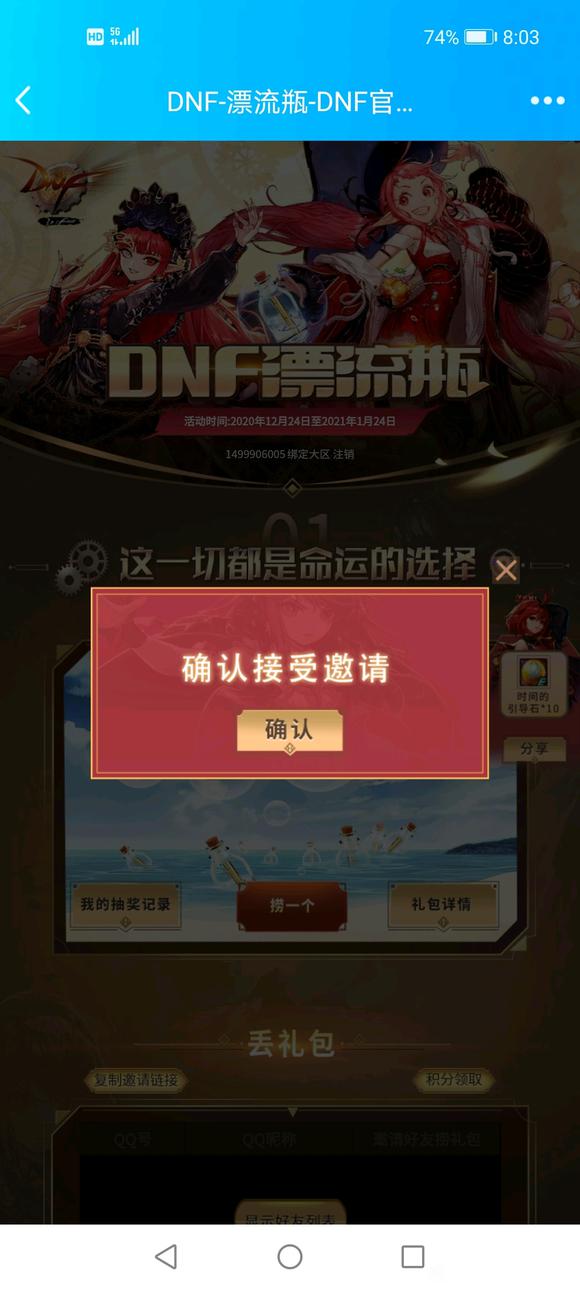 HD 5G 74% 8:03
DNF-漂流瓶-DNF官...
DNF
DNF漂流瓶
活动时间:2020年12月24日至2021年1月24日
1499906005 绑定大区 注销
01
这一切都是命运的选择
确认接受邀请
确认
时间的
引导石*10
分享
我的抽奖记录
捞一个
礼包详情
丢礼包
复制邀请链接
积分领取
QQ号 QQ昵称 邀请好友捞礼包
显示好友列表